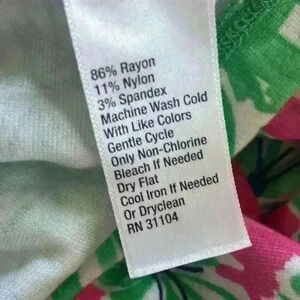 86% Rayon
11% Nylon
3% Spandex
Machine Wash Cold
With Like Colors
Gentle Cycle
Only Non-Chlorine
Bleach If Needed
Dry Flat
Cool Iron If Needed
Or Dryclean
RN 31104